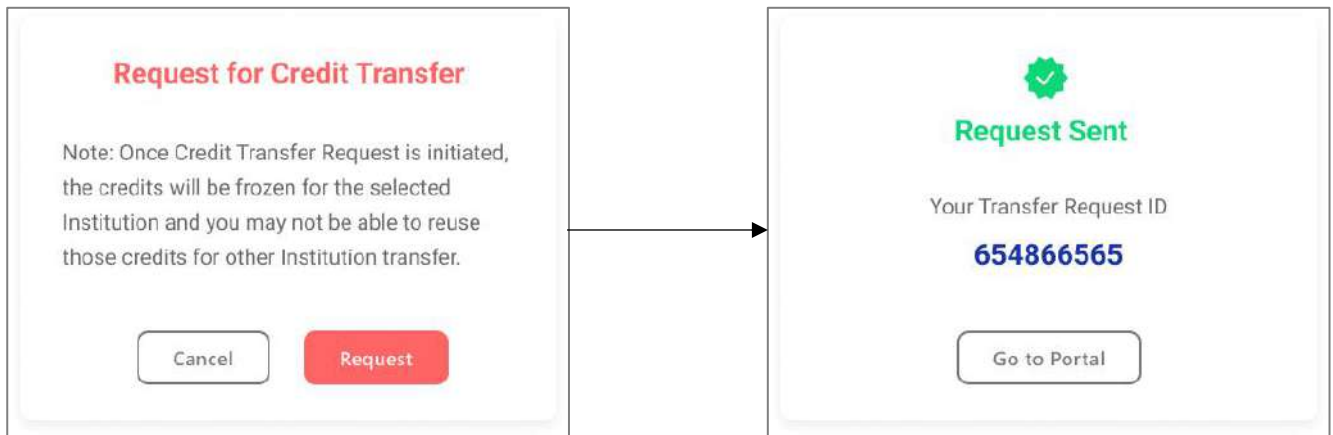 Request for Credit Transfer
Note: Once Credit Transfer Request is initiated,
the credits will be frozen for the selected
Institution and you may not be able to reuse
those credits for other Institution transfer.
Cancel
Request
Request Sent
Your Transfer Request ID
654866565
Go to Portal